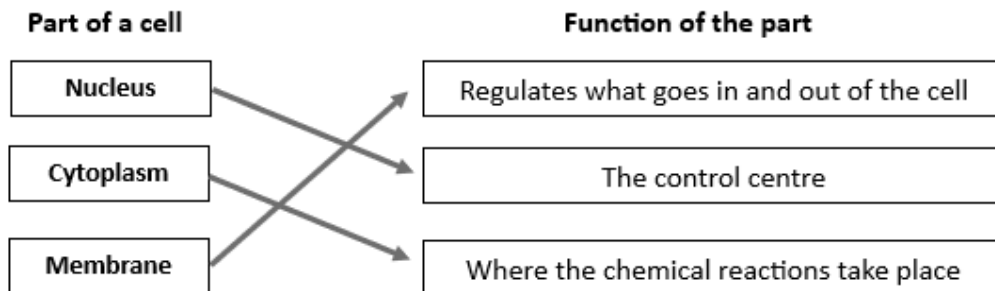 Part of a cell
Function of the part
Nucleus
Regulates what goes in and out of the cell
Cytoplasm
The control centre
Membrane
Where the chemical reactions take place